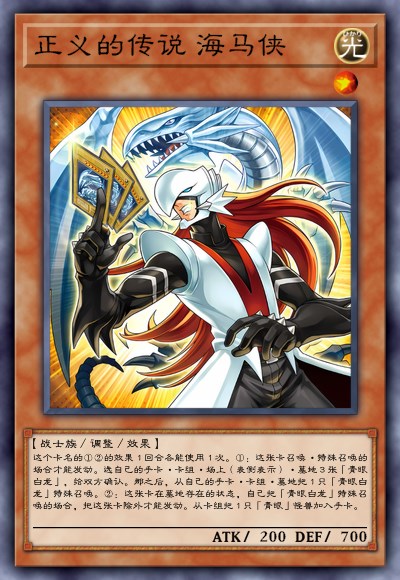 正义的传说 海马侠
光
【战士族/调整/效果】
这个卡名的①②的效果1回合各能使用1次。①：这张卡召唤·特殊召唤的
场合才能发动。选自己的手卡·卡组·场上（表侧表示）·墓地3张「青眼
白龙」，给双方确认。那之后，从自己的手卡·卡组·墓地把1只「青眼白
龙」特殊召唤。②：这张卡在墓地存在的状态，自己把「青眼白龙」特殊召
唤的场合，把这张卡除外才能发动。从卡组把1只「青眼」怪兽加入手卡。
ATK/ 200 DEF/ 700